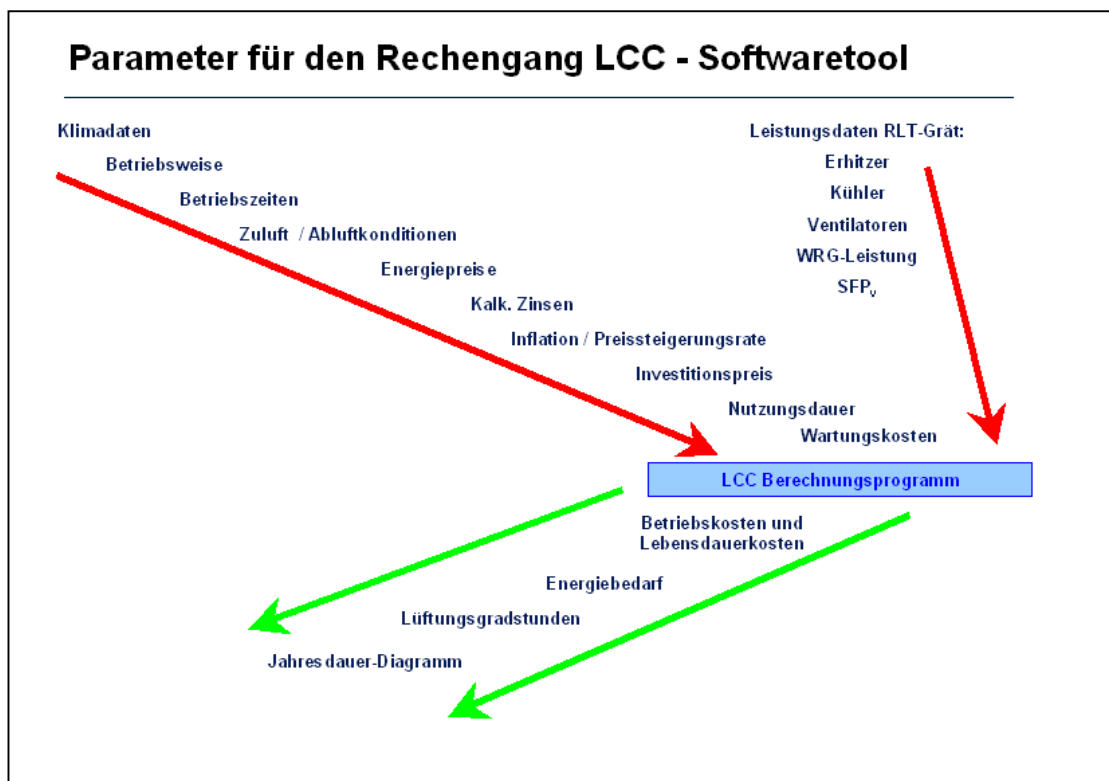 Parameter für den Rechengang LCC - Softwaretool
Klimadaten
Betriebsweise
Betriebszeiten
Zuluft / Abluftkonditionen
Energiepreise
Kalk. Zinsen
Inflation / Preissteigerungsrate
Investitionspreis
Nutzungsdauer
Wartungskosten
Leistungsdaten RLT-Grät:
Erhitzer
Kühler
Ventilatoren
WRG-Leistung
SFPv
LCC Berechnungsprogramm
Betriebskosten und
Lebensdauerkosten
Energiebedarf
Lüftungsgradstunden
Jahresdauer-Diagramm